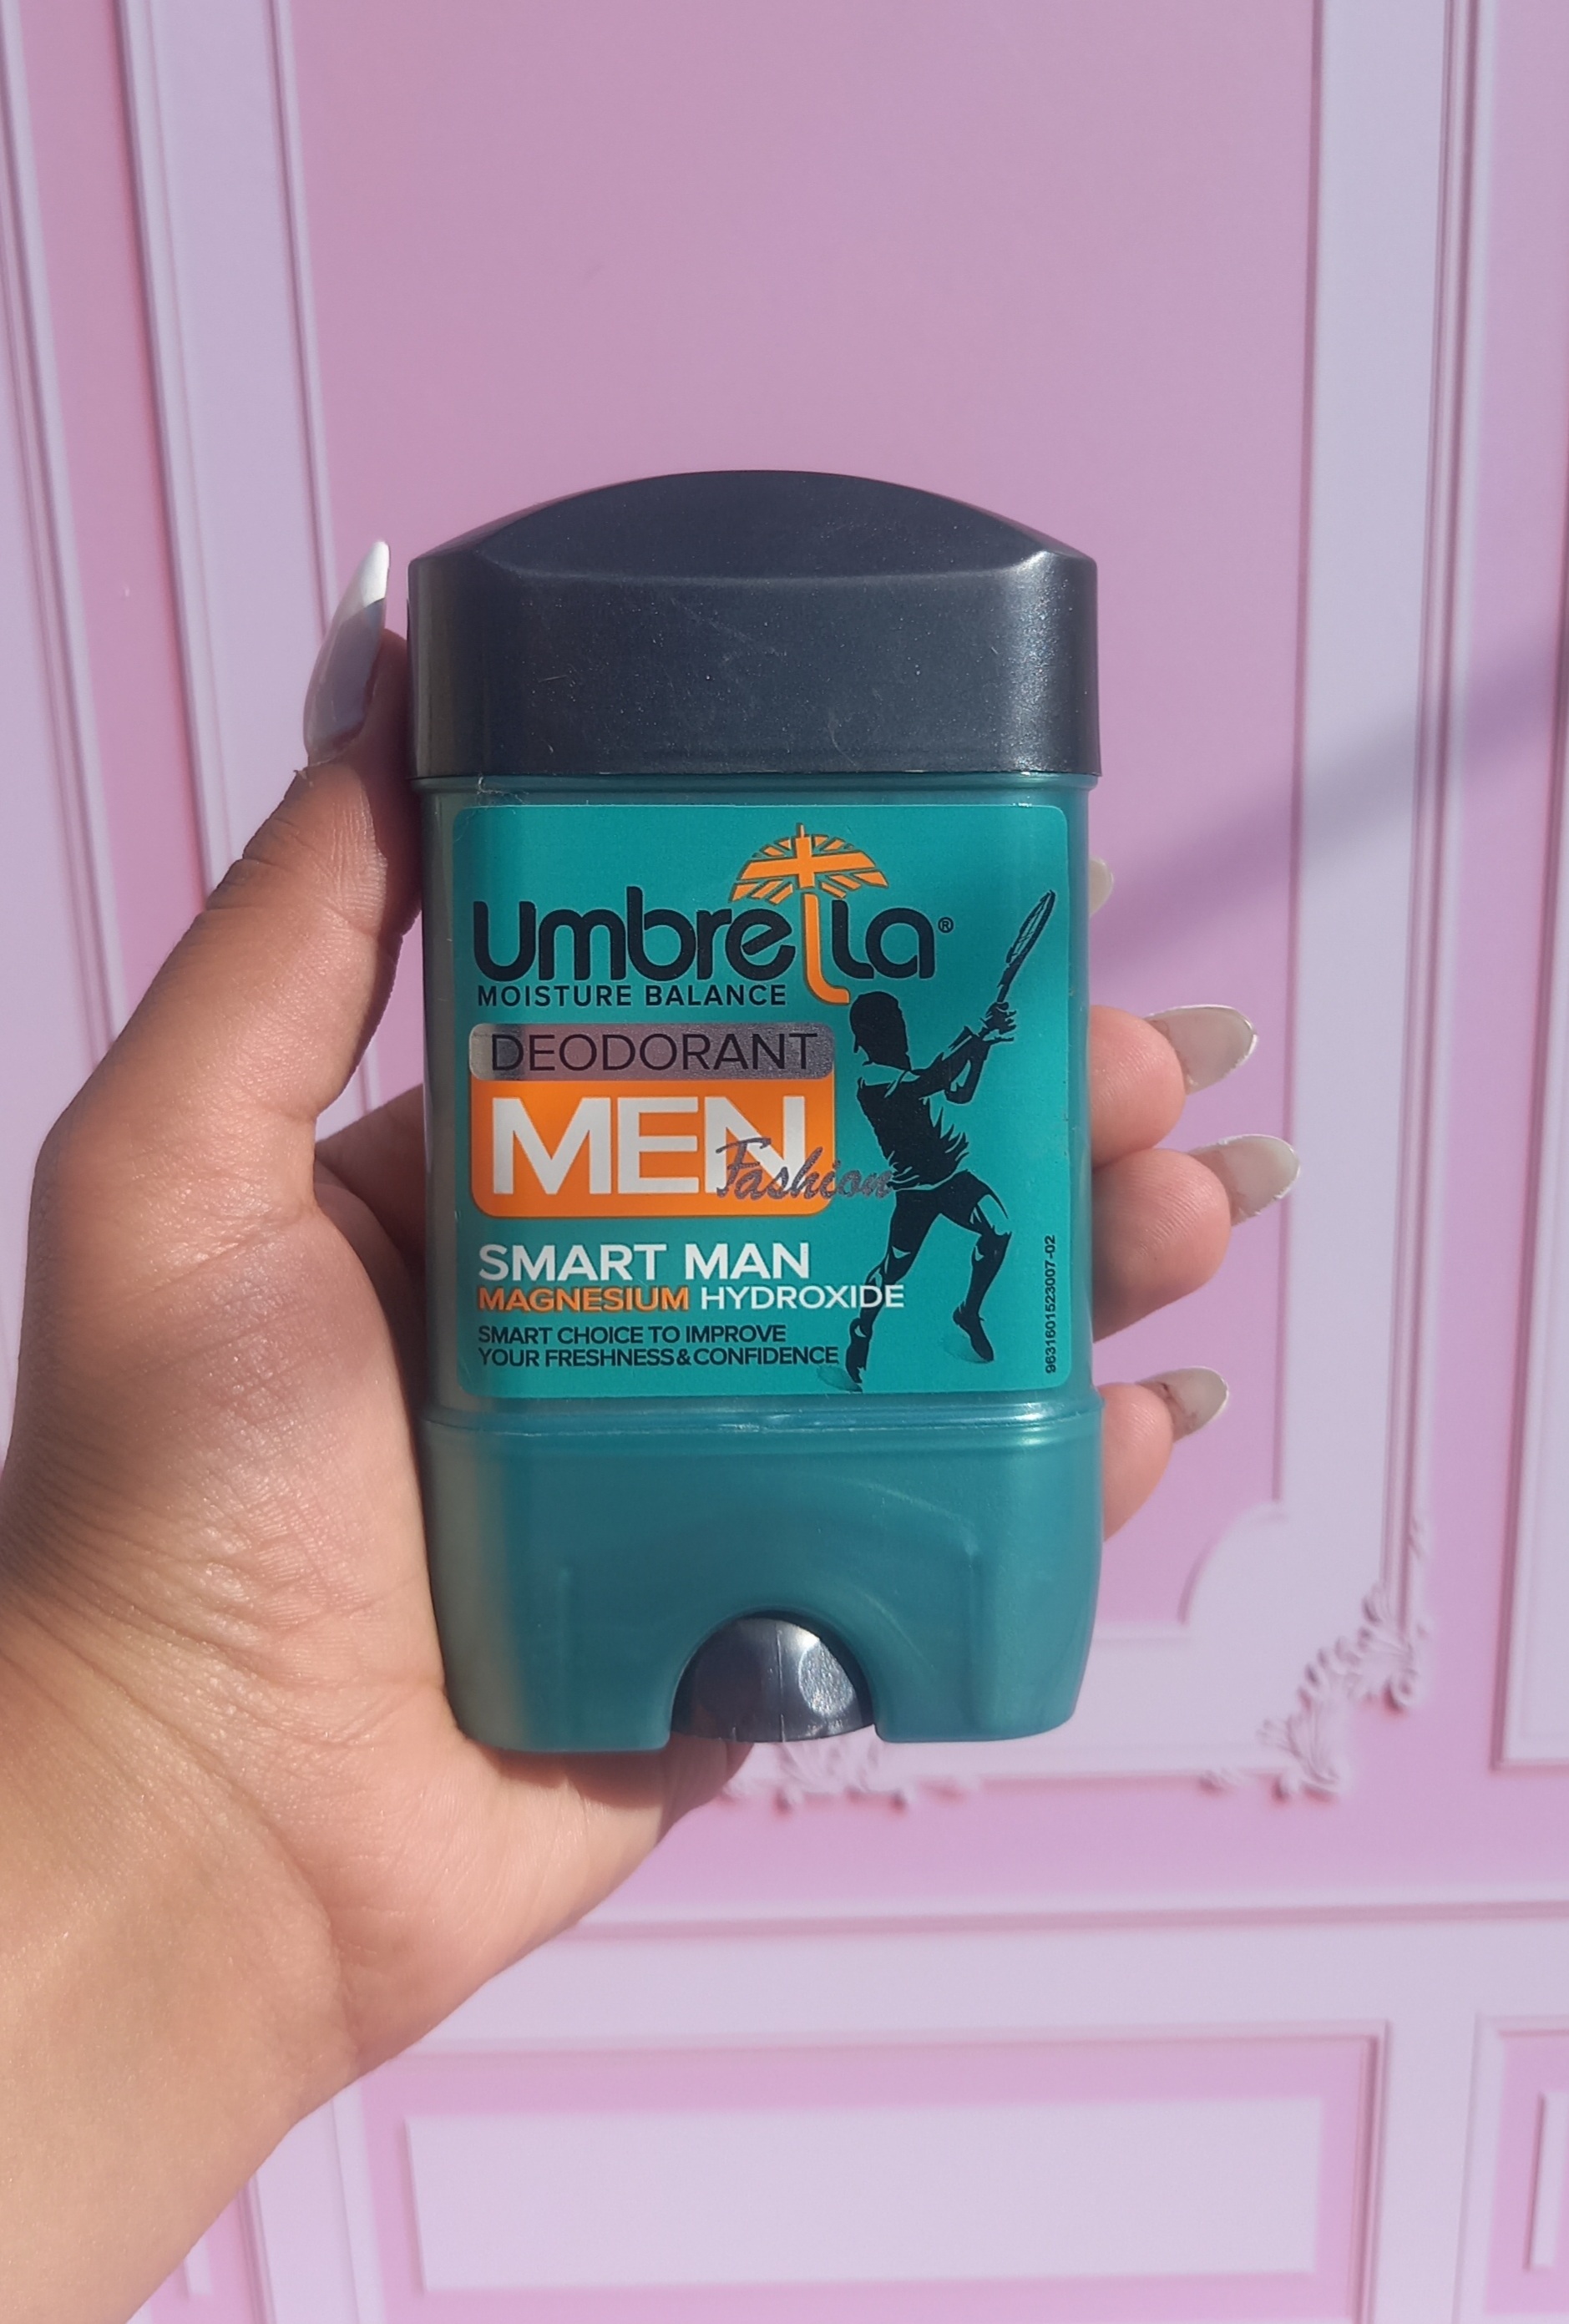 Umbrella®
MOISTURE BALANCE
DEODORANT
MEN
Fashion
SMART MAN
MAGNESIUM HYDROXIDE
SMART CHOICE TO IMPROVE
YOUR FRESHNESS & CONFIDENCE
9631601523007-02